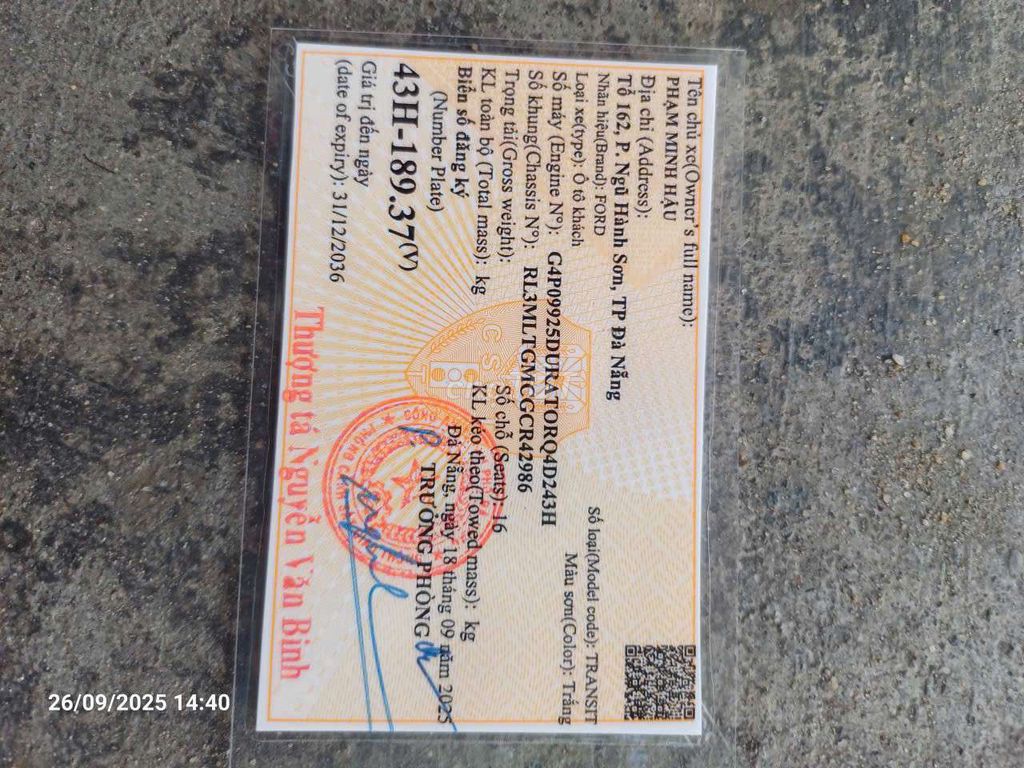 Tên chủ xe(Owner's full name):
PHẠM MINH HẬU
Địa chỉ (Address):
Tổ 162, P. Ngũ Hành Sơn, TP Đà Nẵng
Nhãn hiệu(Brand): FORD
Số loại(Model code): TRANSIT
Loại xe(type): Ô tô khách
Màu sơn(Color): Trắng
Số máy (Engine Nº): G4P09925DURATORQ4D243H
Số khung(Chassis Nº): RL3MLTGMCGCR42986
Trọng tải(Gross weight):
Số chỗ (Seats): 16
KL toàn bộ (Total mass): kg
KL kéo theo(Towed mass): kg
Biển số đăng ký
(Number Plate)
43H-189.37(V)
Giá trị đến ngày
(date of expiry): 31/12/2036
Đà Nẵng, ngày 18 tháng 09 năm 2025
TRƯỞNG PHÒNG
Thượng tá Nguyễn Văn Bình
26/09/2025 14:40